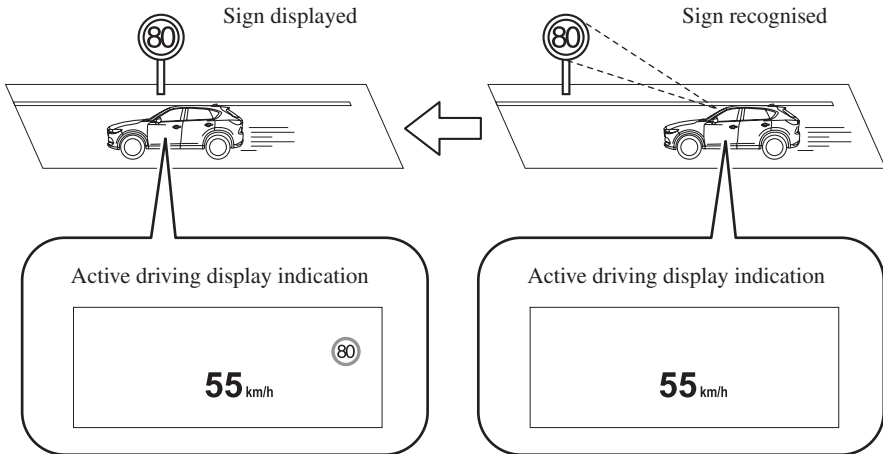 Sign displayed
80
Sign recognised
80
Active driving display indication
80
55 km/h
Active driving display indication
55 km/h